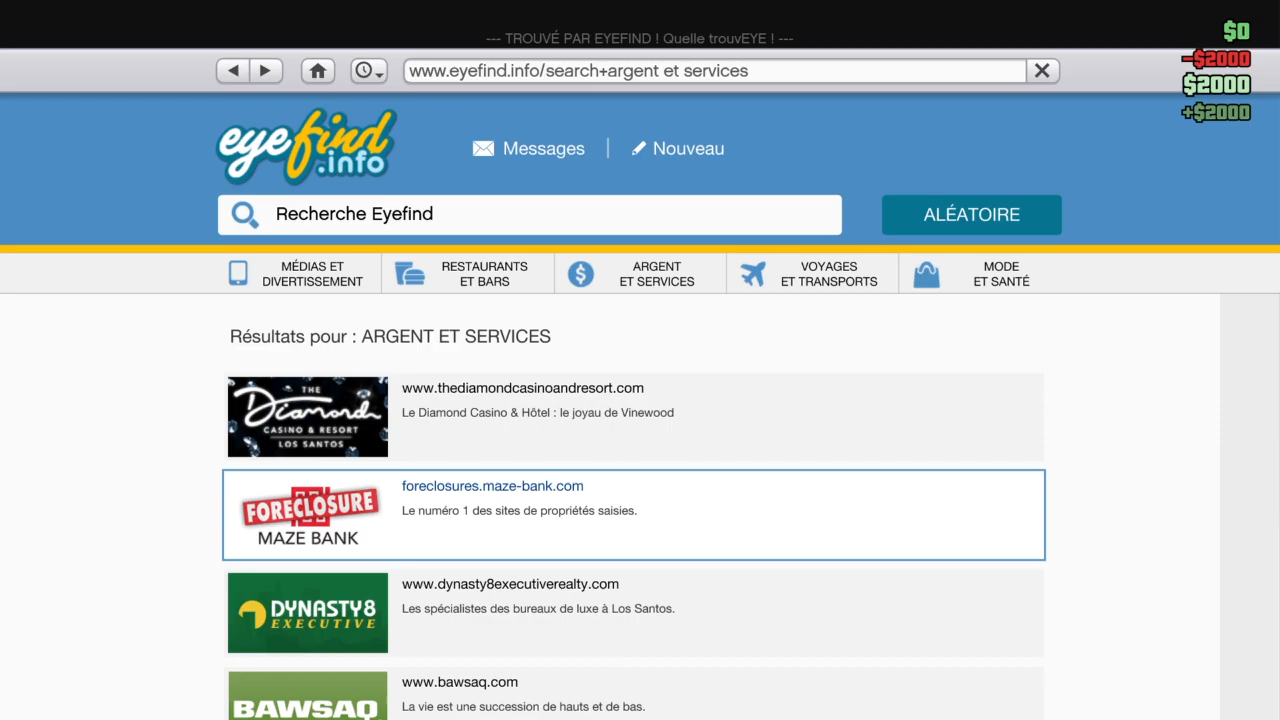 --- TROUVÉ PAR EYEFIND ! Quelle trouvEYE ! ---
$0
-$2000
$2000
+$2000
www.eyefind.info/search+argent et services
eyefind
.info
Messages
Nouveau
Recherche Eyefind
ALÉATOIRE
MÉDIAS ET
DIVERTISSEMENT
RESTAURANTS
ET BARS
ARGENT
ET SERVICES
VOYAGES
ET TRANSPORTS
MODE
ET SANTÉ
Résultats pour : ARGENT ET SERVICES
THE
Diamond
CASINO & RESORT
LOS SANTOS
www.thediamondcasinoandresort.com
Le Diamond Casino & Hôtel : le joyau de Vinewood
FORECLOSURE
MAZE BANK
foreclosures.maze-bank.com
Le numéro 1 des sites de propriétés saisies.
DYNASTY8
EXECUTIVE
www.dynasty8executiverealty.com
Les spécialistes des bureaux de luxe à Los Santos.
BAWSAQ
www.bawsaq.com
La vie est une succession de hauts et de bas.